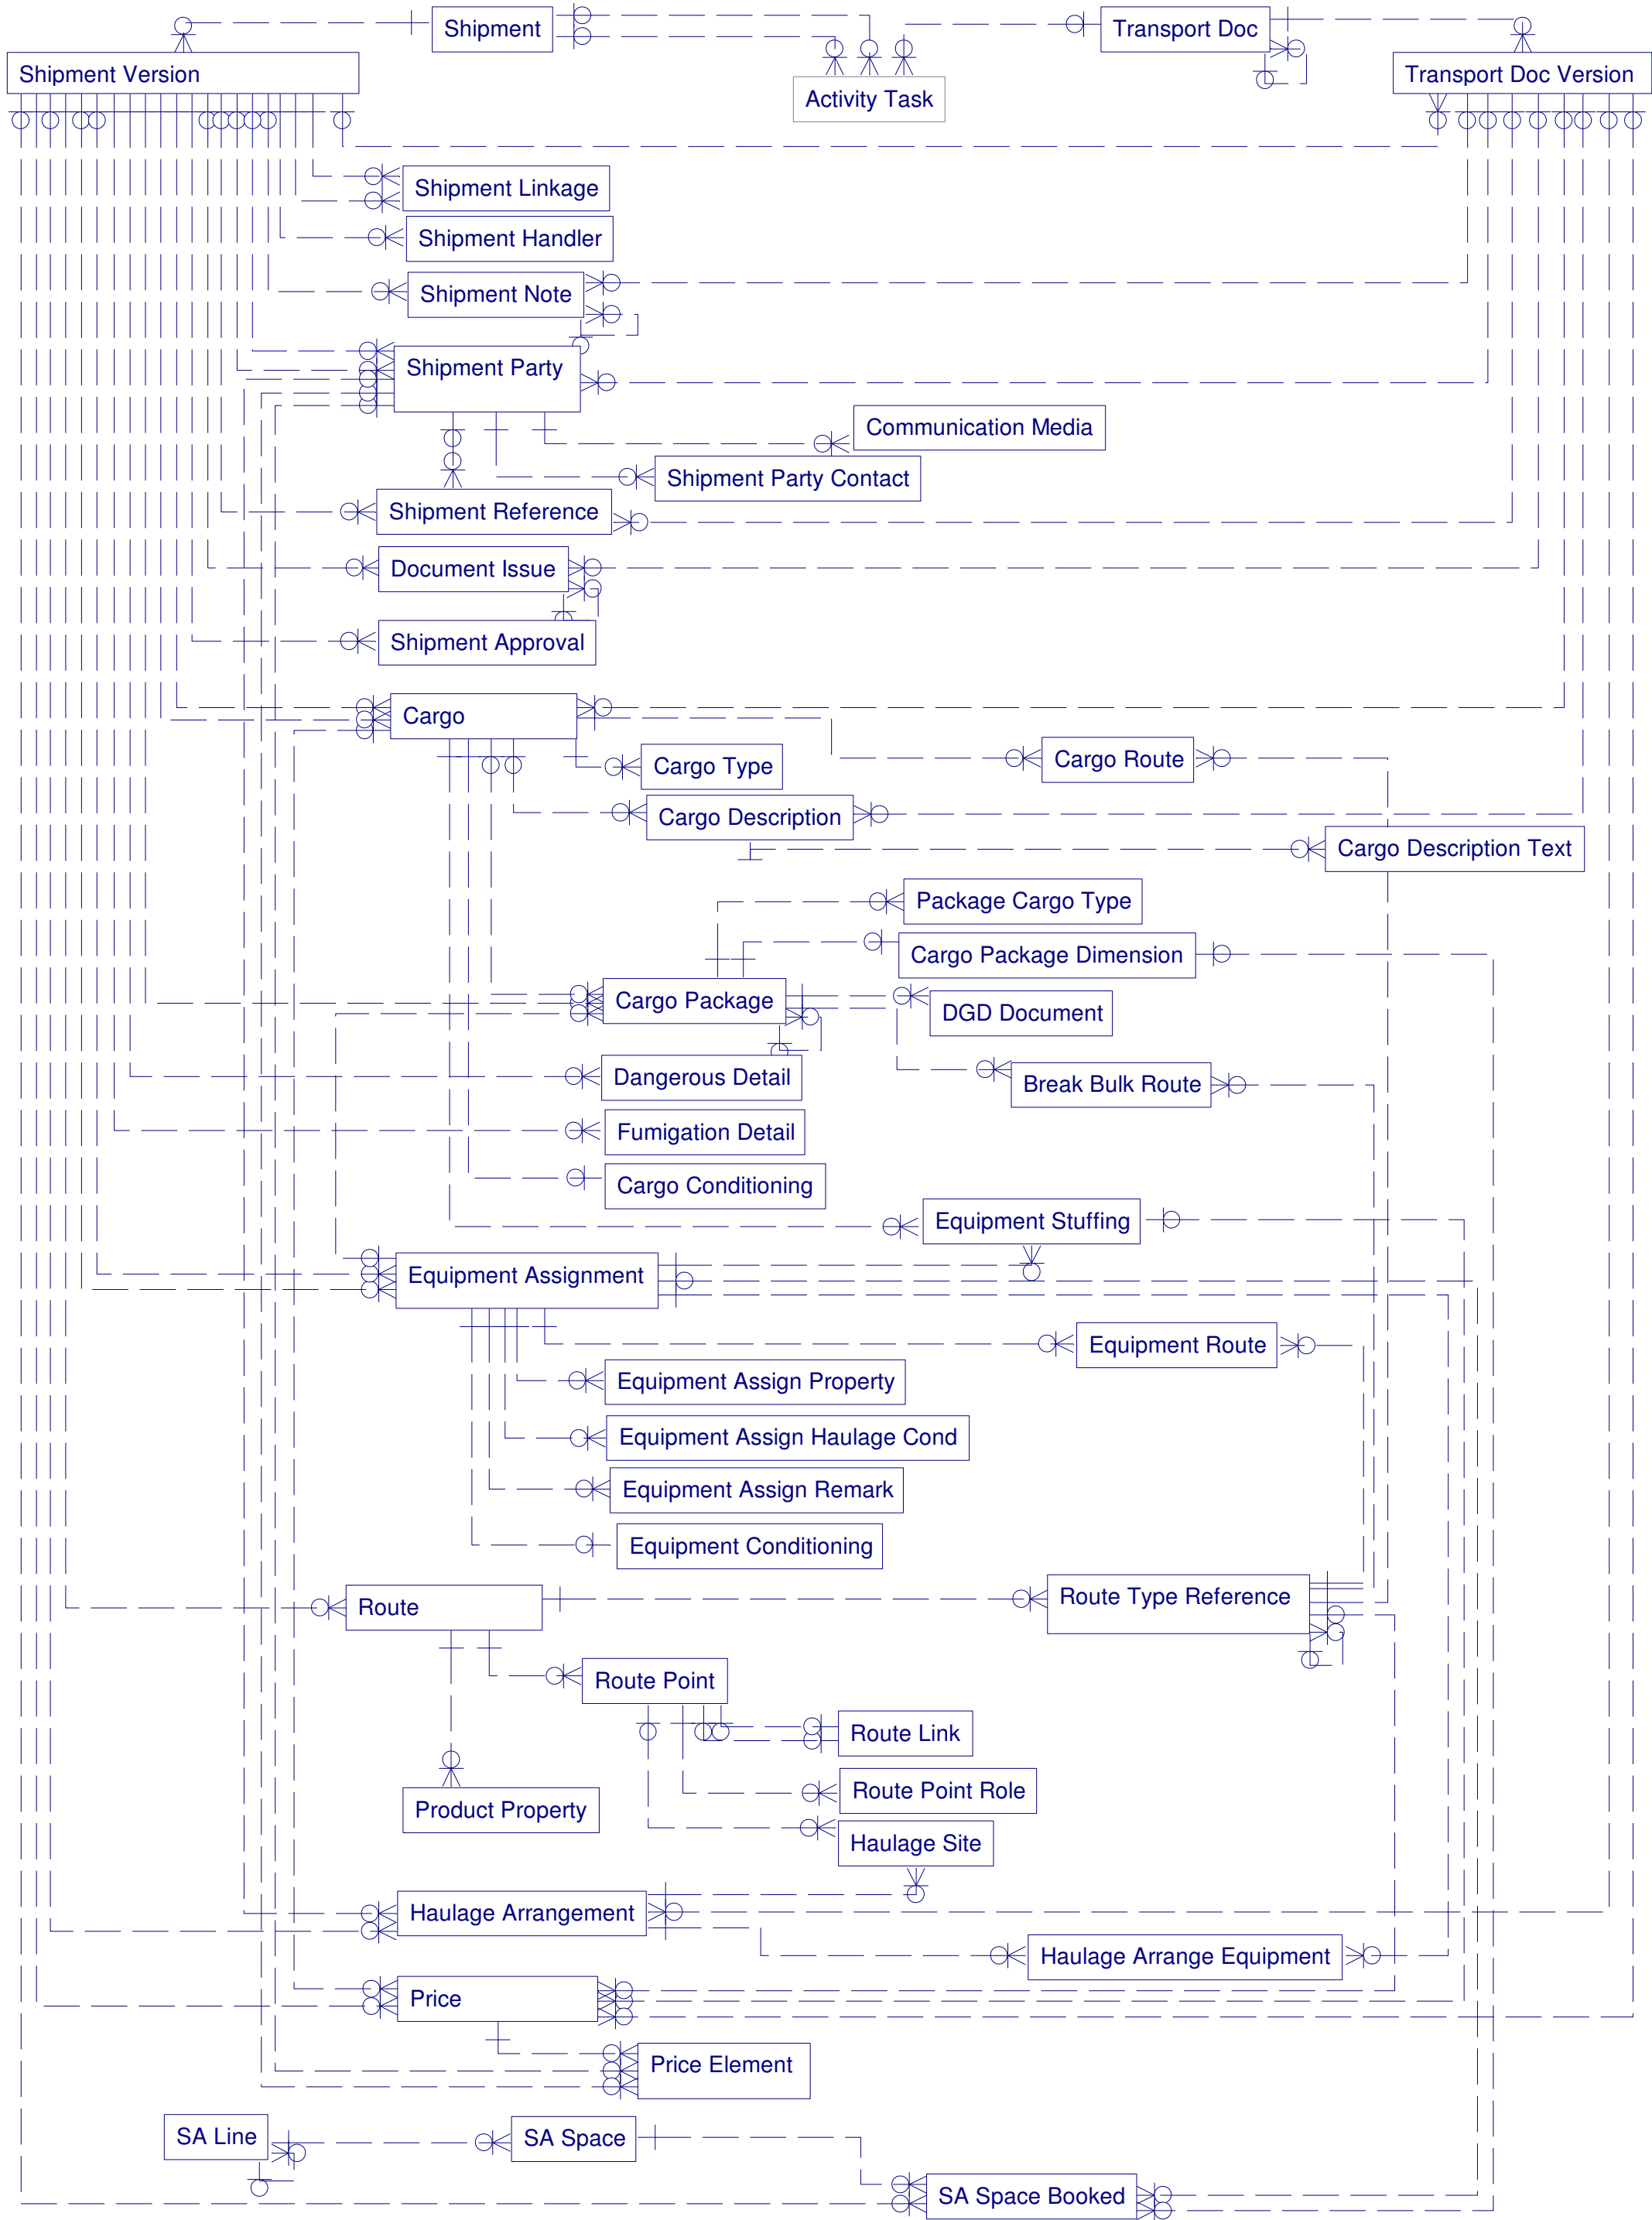 Shipment
Transport Doc
Shipment Version
Transport Doc Version
Activity Task
Shipment Linkage
Shipment Handler
Shipment Note
Shipment Party
Communication Media
Shipment Party Contact
Shipment Reference
Document Issue
Shipment Approval
Cargo
Cargo Route
Cargo Type
Cargo Description
Cargo Description Text
Package Cargo Type
Cargo Package Dimension
Cargo Package
DGD Document
Dangerous Detail
Break Bulk Route
Fumigation Detail
Cargo Conditioning
Equipment Stuffing
Equipment Assignment
Equipment Route
Equipment Assign Property
Equipment Assign Haulage Cond
Equipment Assign Remark
Equipment Conditioning
Route Type Reference
Route
Route Point
Route Link
Route Point Role
Product Property
Haulage Site
Haulage Arrangement
Haulage Arrange Equipment
Price
Price Element
SA Line
SA Space
SA Space Booked